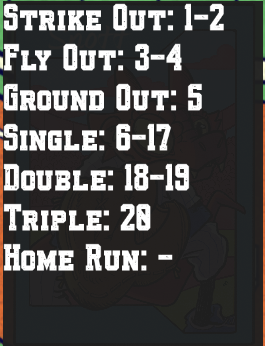 Strike Out: 1-2
Fly Out: 3-4
Ground Out: 5
Single: 6-17
Double: 18-19
Triple: 20
Home Run: -